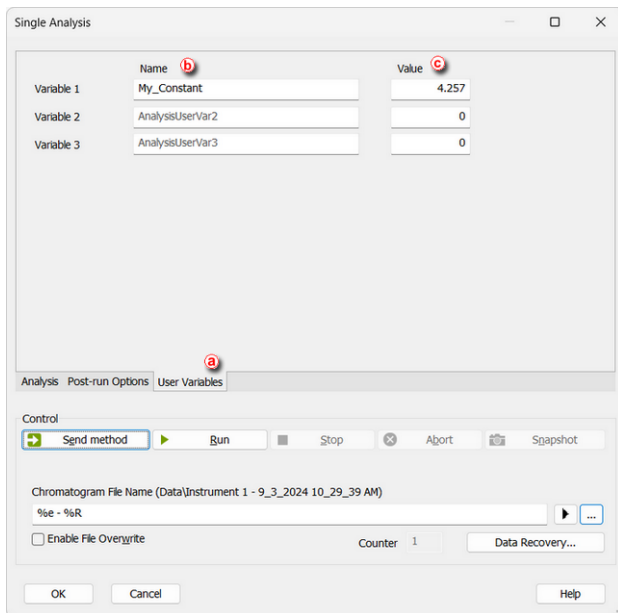 Single Analysis
Name b Value c
Variable 1 My_Constant 4.257
Variable 2 AnalysisUserVar2 0
Variable 3 AnalysisUserVar3 0
a
Analysis Post-run Options User Variables
Control
Send method Run Stop Abort Snapshot
Chromatogram File Name (Data\Instrument 1 - 9_3_2024 10_29_39 AM)
%e - %R ...
Enable File Overwrite Counter 1 Data Recovery...
OK Cancel Help